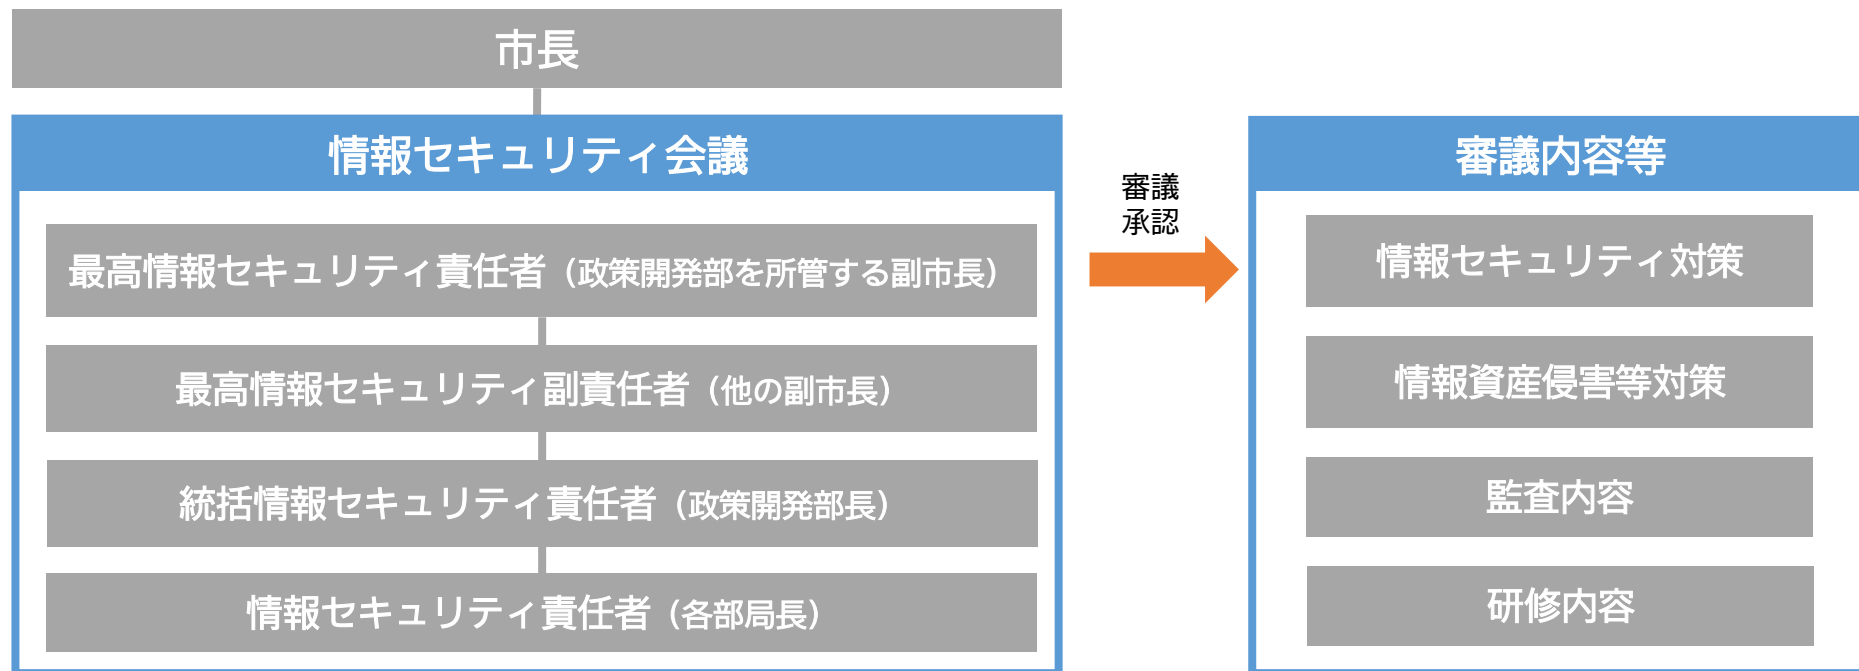 市長
情報セキュリティ会議
最高情報セキュリティ責任者（政策開発部を所管する副市長）
最高情報セキュリティ副責任者（他の副市長）
統括情報セキュリティ責任者（政策開発部長）
情報セキュリティ責任者（各部局長）
審議
承認
審議内容等
情報セキュリティ対策
情報資産侵害等対策
監査内容
研修内容